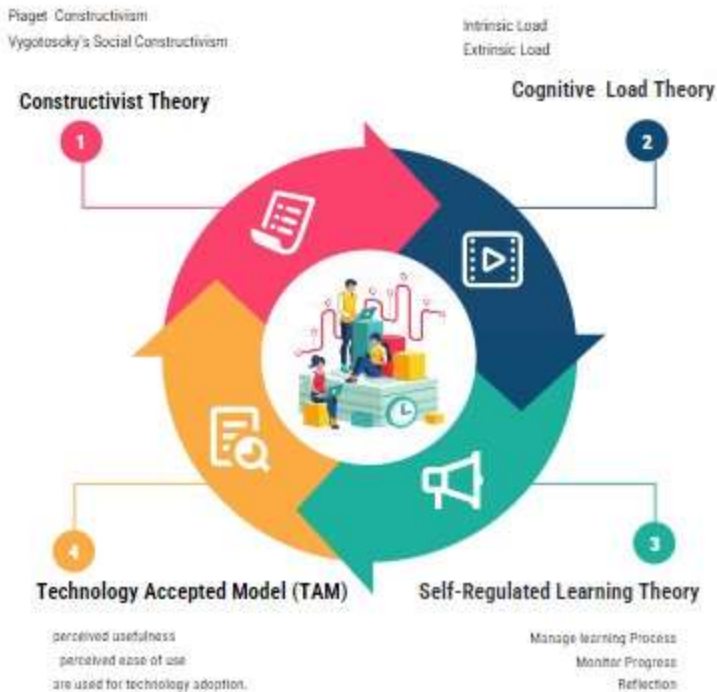 Piaget Constructivism
Vygotosoky's Social Constructivism
Constructivist Theory
1
Intrinsic Load
Extrinsic Load
Cognitive Load Theory
2
3
Self-Regulated Learning Theory
Manage learning Process
Monitor Progress
Reflection
4
Technology Accepted Model (TAM)
perceived usefulness
perceived ease of use
are used for technology adoption.